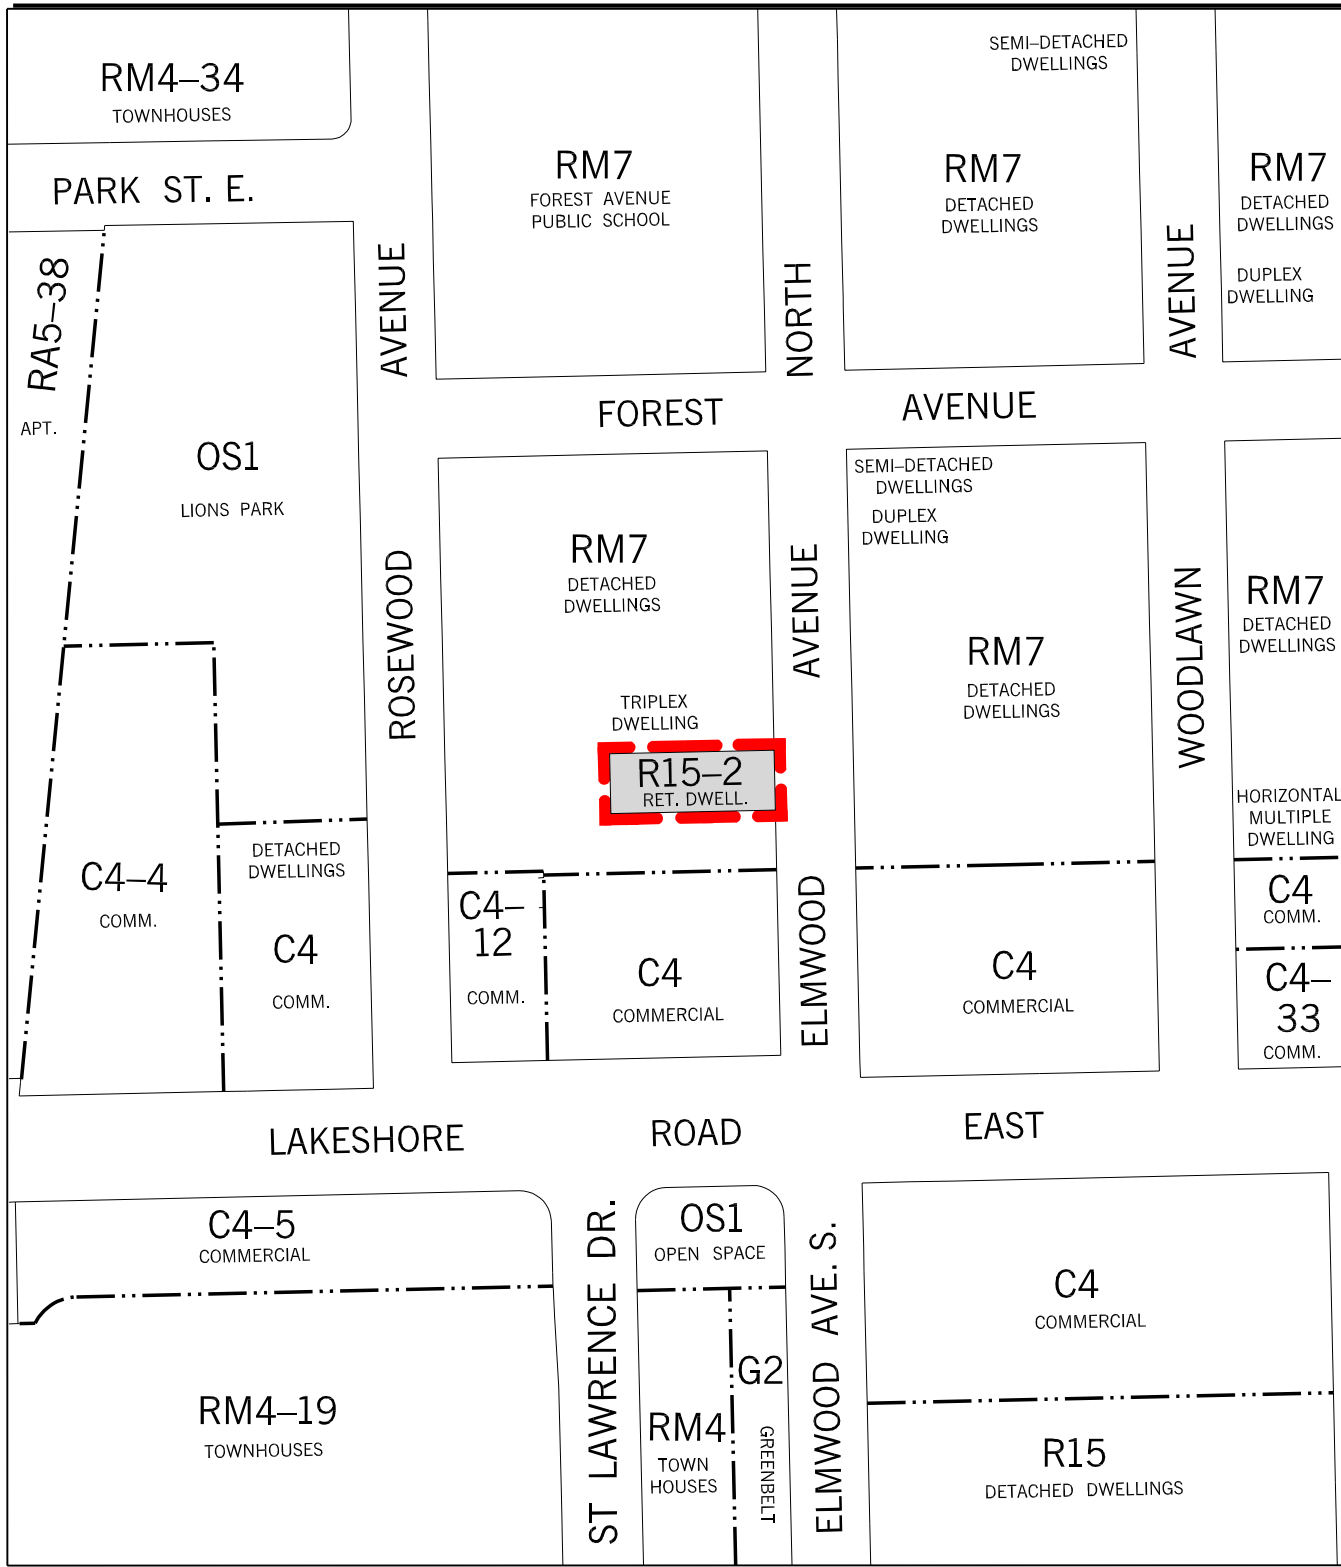 RM4–34
TOWNHOUSES
SEMI–DETACHED
DWELLINGS
PARK ST. E.
RM7
FOREST AVENUE
PUBLIC SCHOOL
RM7
DETACHED
DWELLINGS
RM7
DETACHED
DWELLINGS
DUPLEX
DWELLING
RA5–38
APT.
OS1
LIONS PARK
AVENUE
NORTH
AVENUE
FOREST AVENUE
SEMI–DETACHED
DWELLINGS
DUPLEX
DWELLING
RM7
DETACHED
DWELLINGS
ROSEWOOD
AVENUE
WOODLAWN
RM7
DETACHED
DWELLINGS
RM7
DETACHED
DWELLINGS
TRIPLEX
DWELLING
R15–2
RET. DWELL.
HORIZONTAL
MULTIPLE
DWELLING
C4–4
COMM.
DETACHED
DWELLINGS
C4
COMM.
C4–
12
COMM.
C4
COMMERCIAL
ELMWOOD
C4
COMMERCIAL
C4
COMM.
C4–
33
COMM.
LAKESHORE ROAD EAST
C4–5
COMMERCIAL
ST LAWRENCE DR.
OS1
OPEN SPACE
ELMWOOD AVE. S.
C4
COMMERCIAL
RM4–19
TOWNHOUSES
RM4
TOWN
HOUSES
G2
GREENBELT
R15
DETACHED DWELLINGS